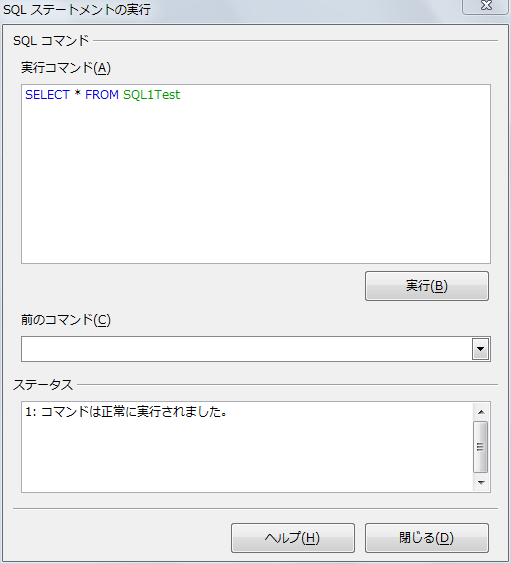 SQL ステートメントの実行
SQL コマンド
実行コマンド(A)
SELECT * FROM SQL1Test
実行(B)
前のコマンド(C)
ステータス
1: コマンドは正常に実行されました。
ヘルプ(H)
閉じる(D)